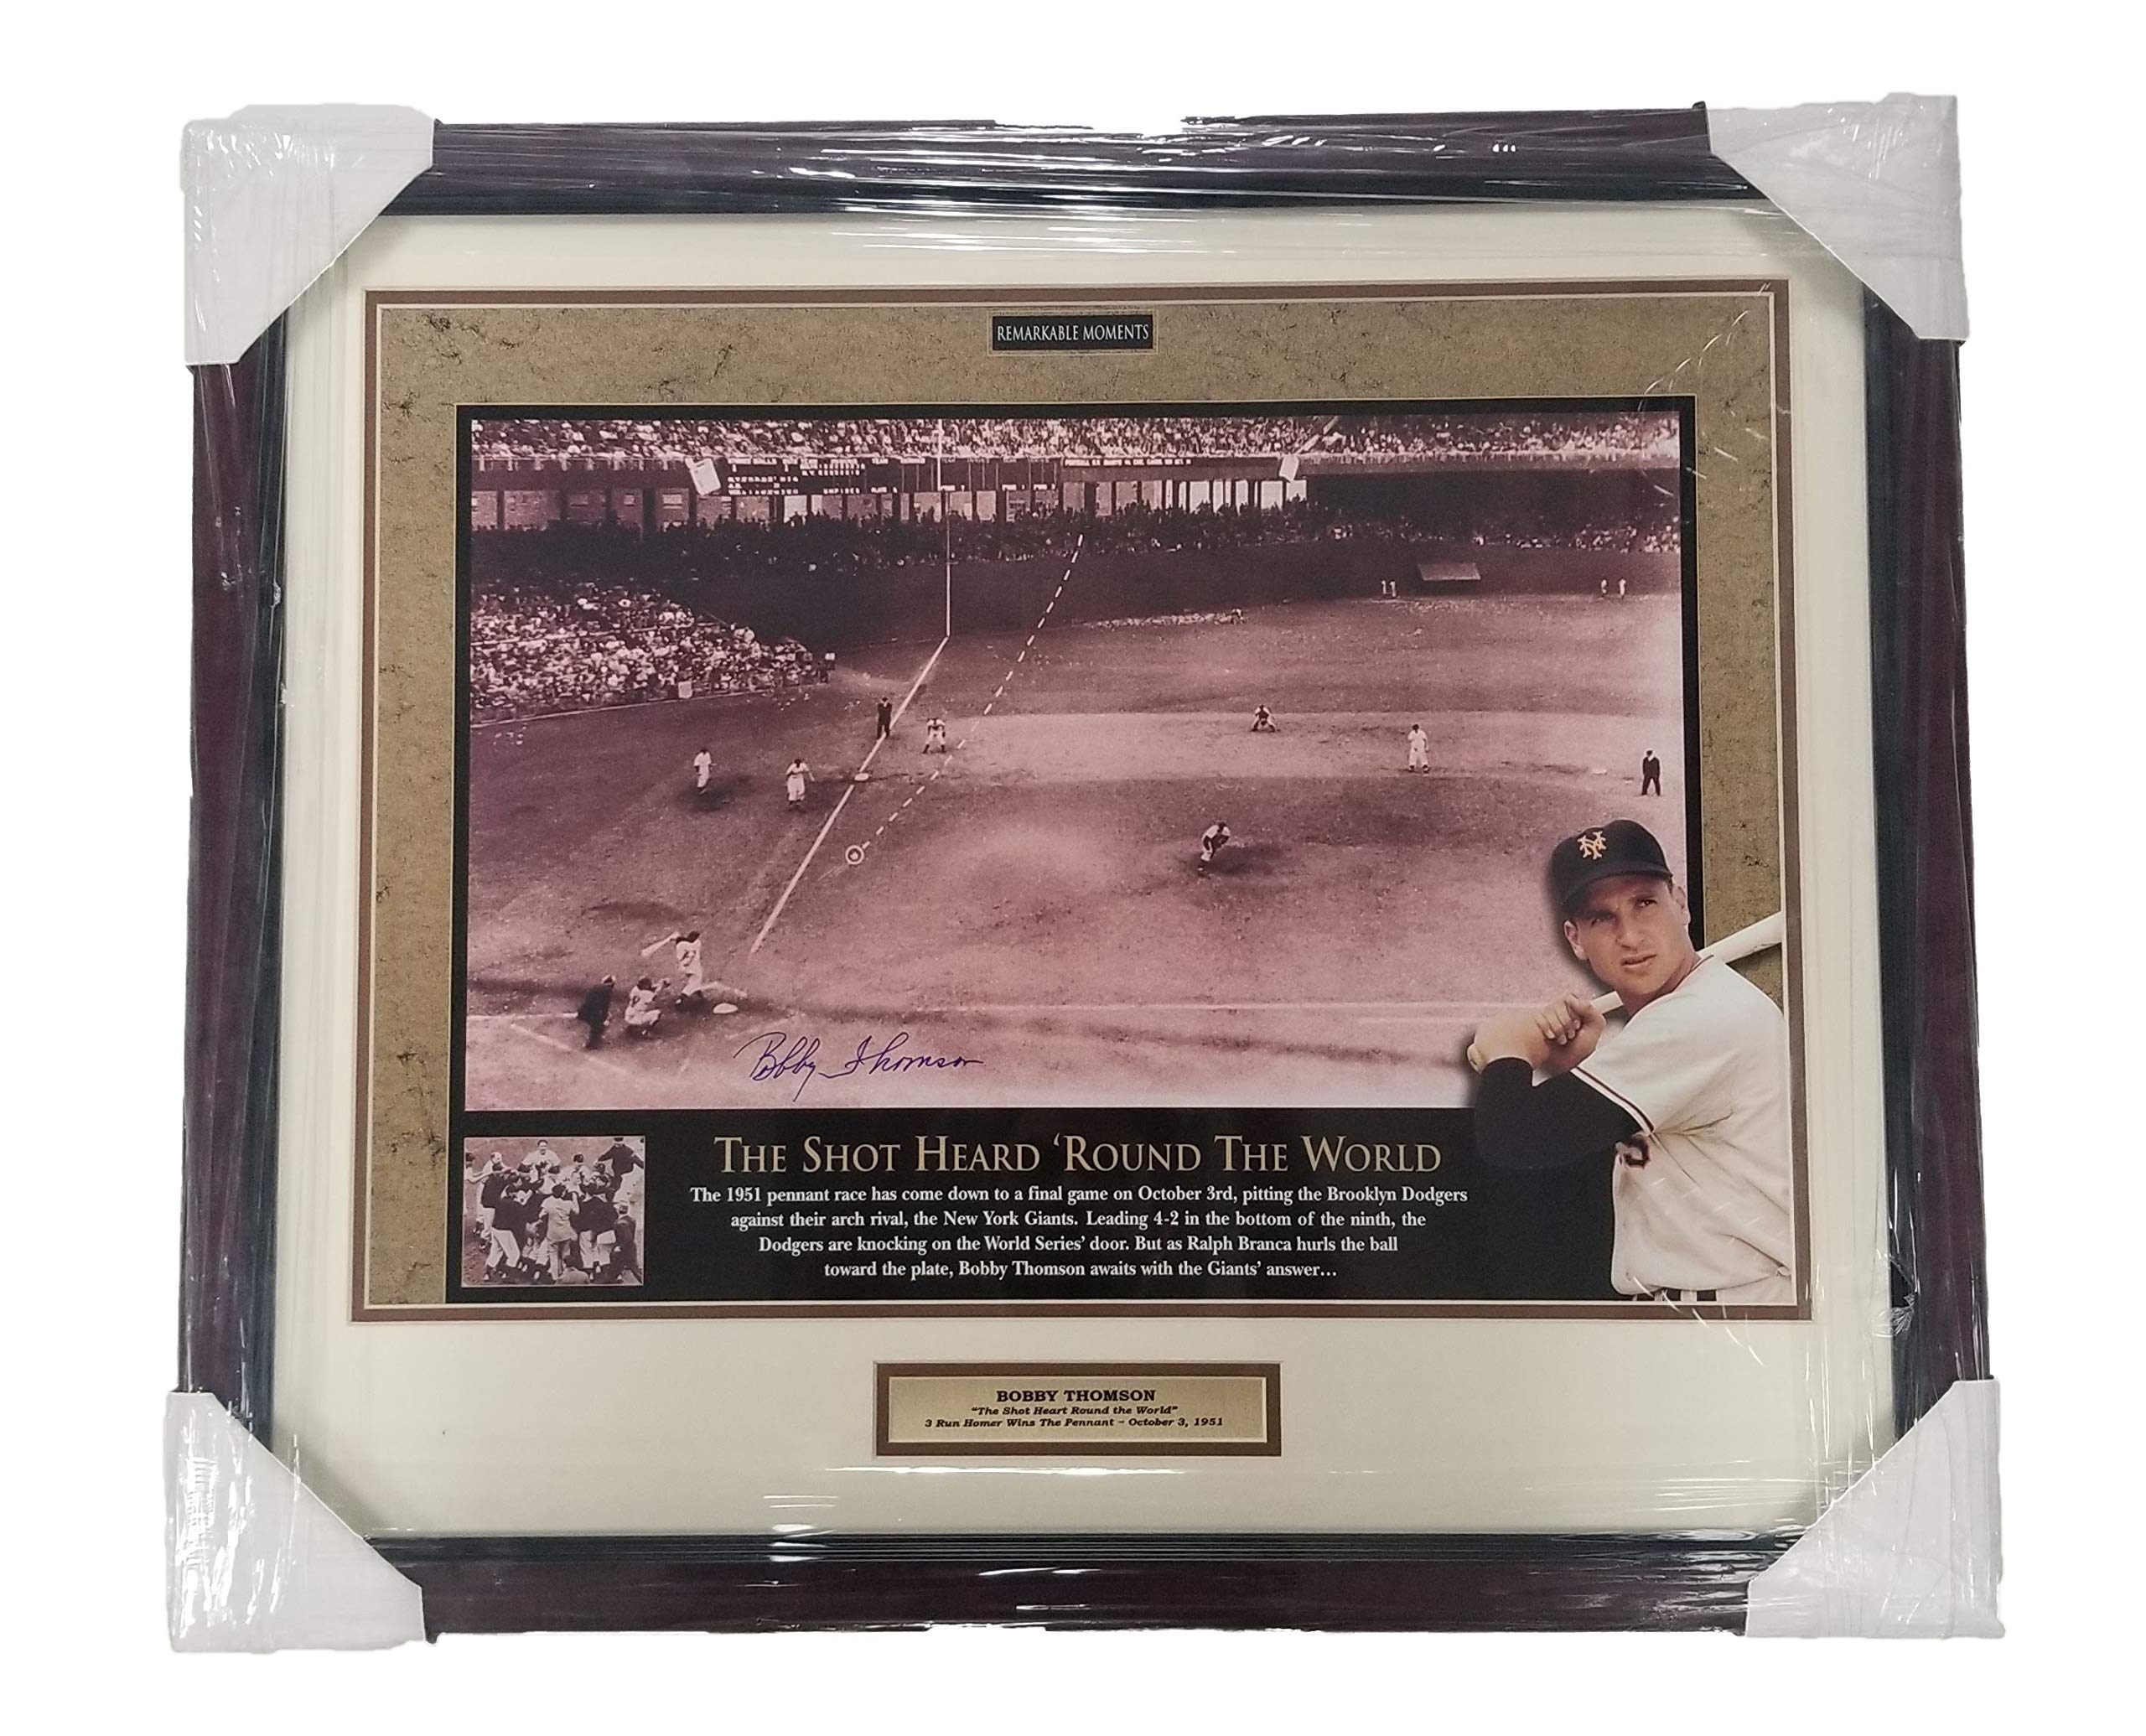 REMARKABLE MOMENTS
Bobby Thomson
THE SHOT HEARD ‘ROUND THE WORLD
The 1951 pennant race has come down to a final game on October 3rd, pitting the Brooklyn Dodgers
against their arch rival, the New York Giants. Leading 4-2 in the bottom of the ninth, the
Dodgers are knocking on the World Series’ door. But as Ralph Branca hurls the ball
toward the plate, Bobby Thomson awaits with the Giants’ answer…
BOBBY THOMSON
"The Shot Heart Round the World"
3 Run Homer Wins The Pennant ~ October 3, 1951